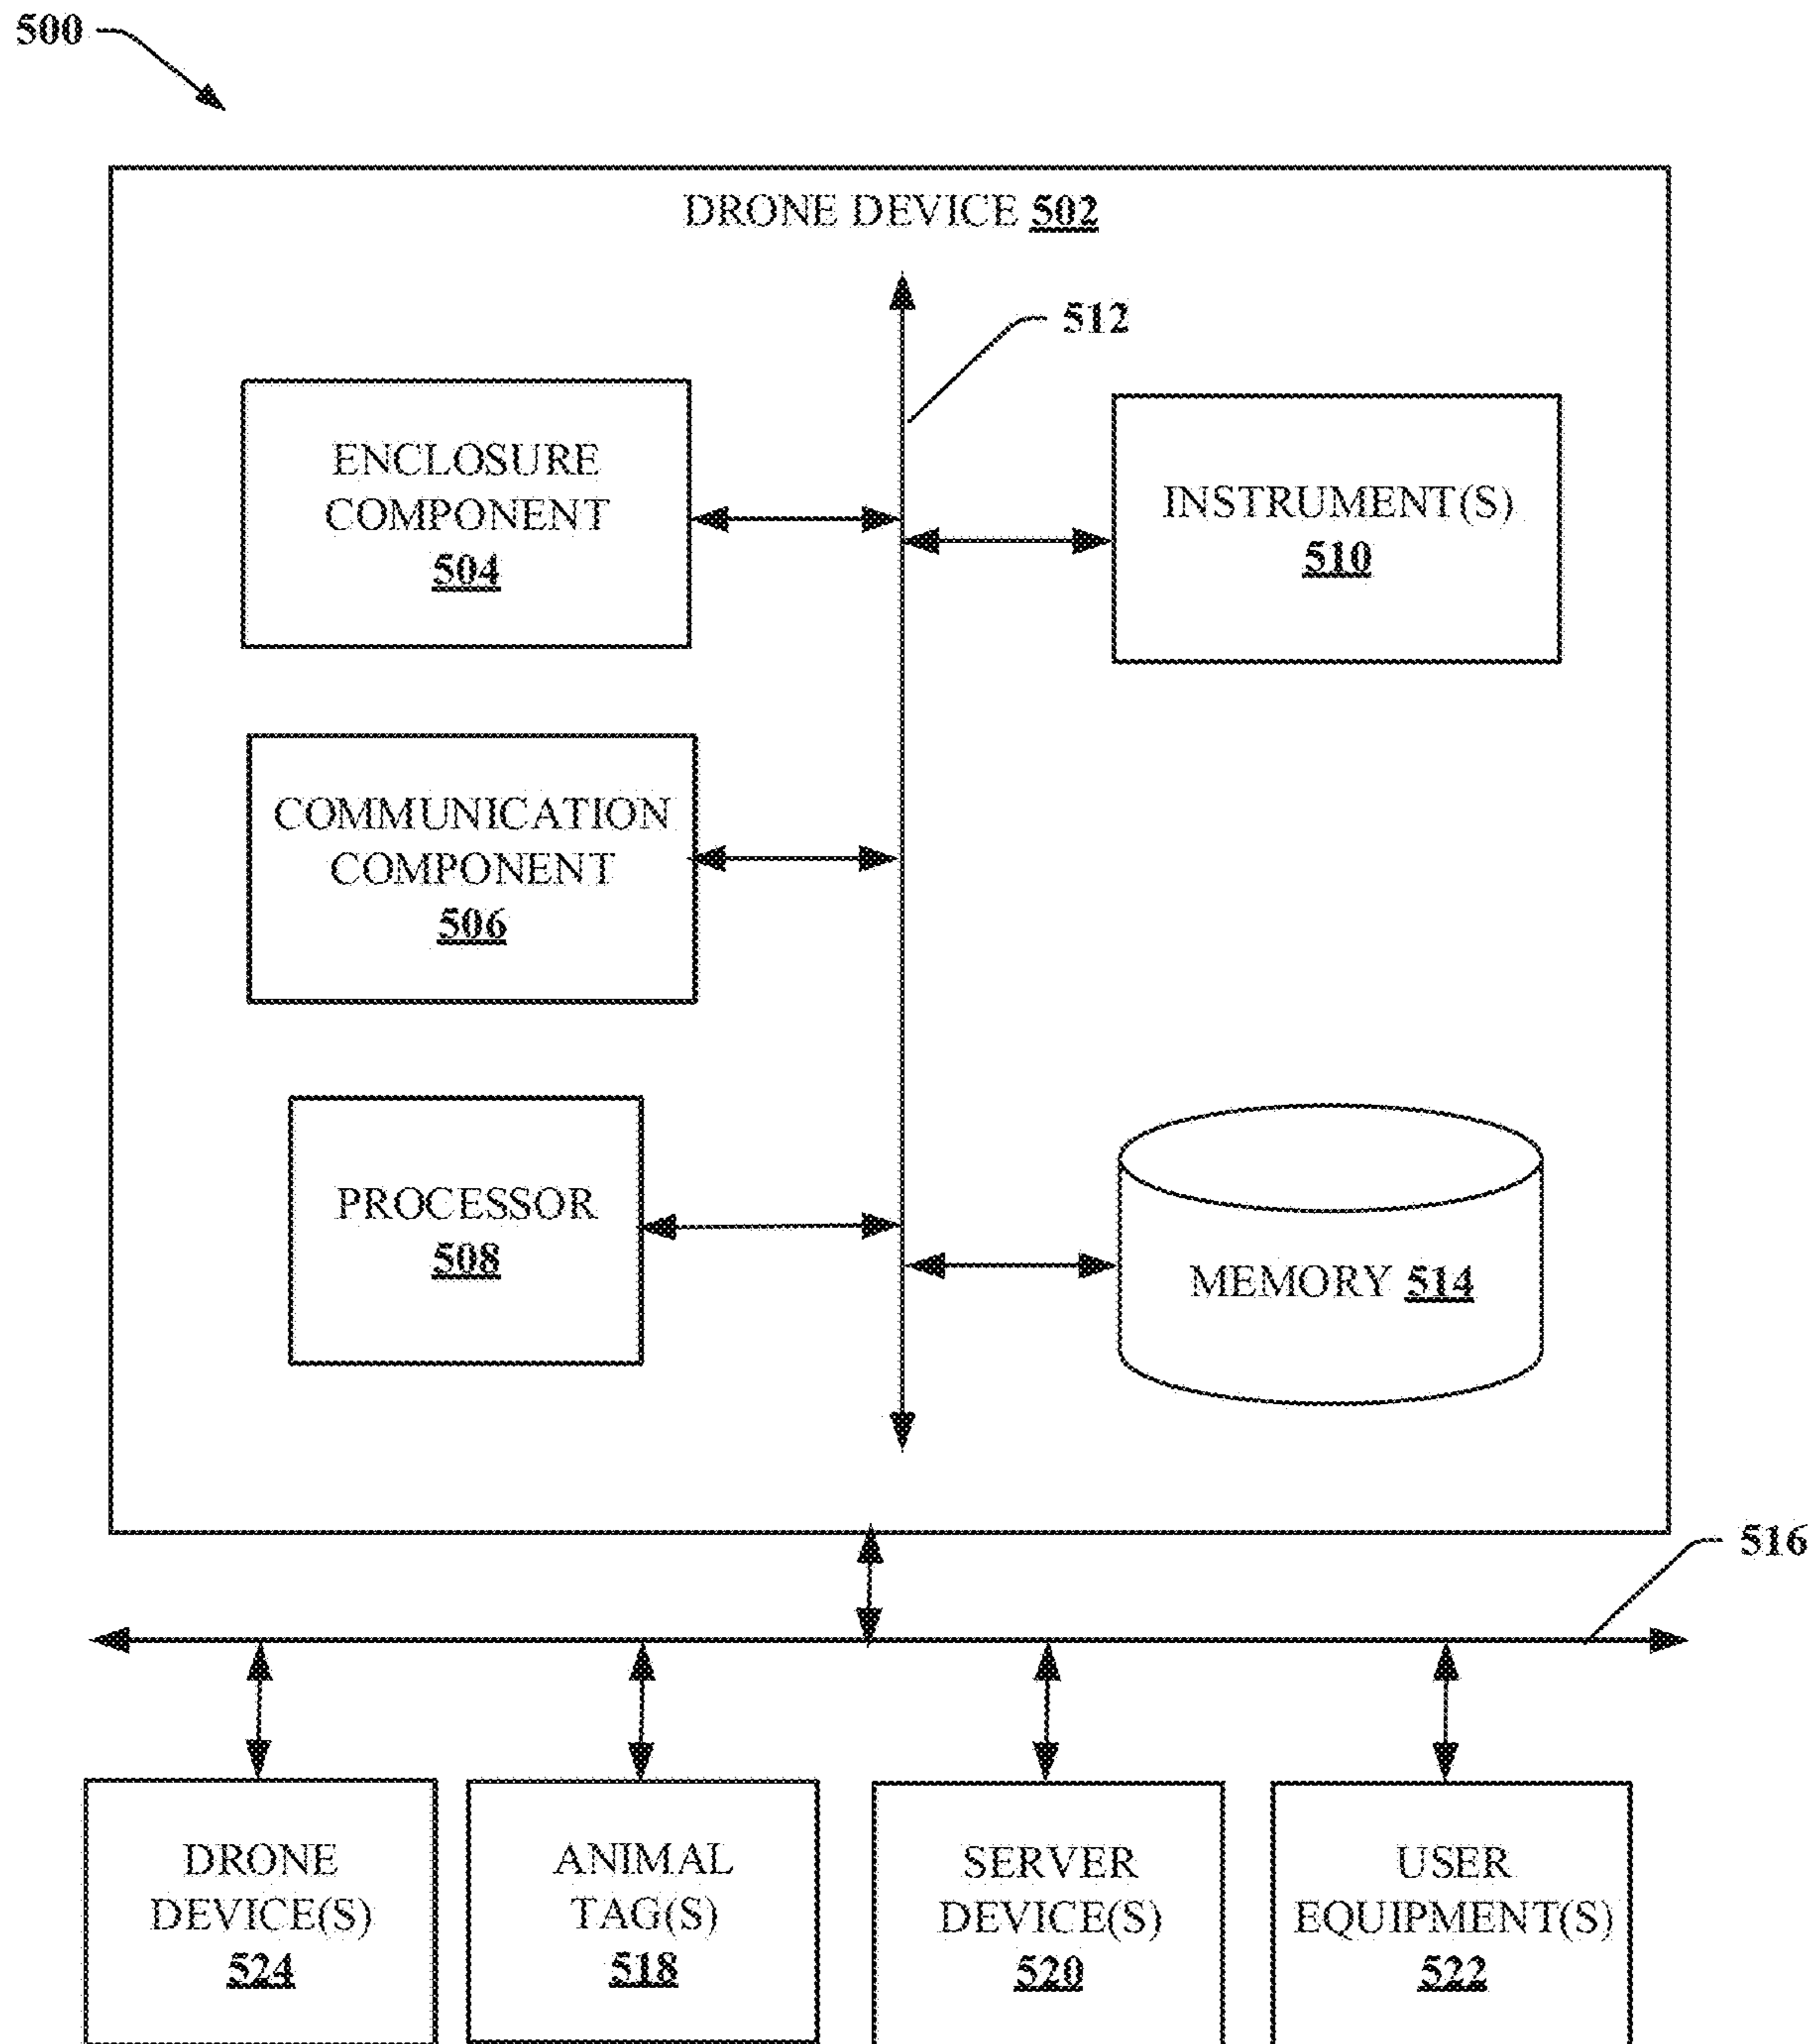 500
DRONE DEVICE 502
512
ENCLOSURE
COMPONENT
504
INSTRUMENT(S)
510
COMMUNICATION
COMPONENT
506
PROCESSOR
508
MEMORY 514
516
DRONE
DEVICE(S)
524
ANIMAL
TAG(S)
518
SERVER
DEVICE(S)
520
USER
EQUIPMENT(S)
522